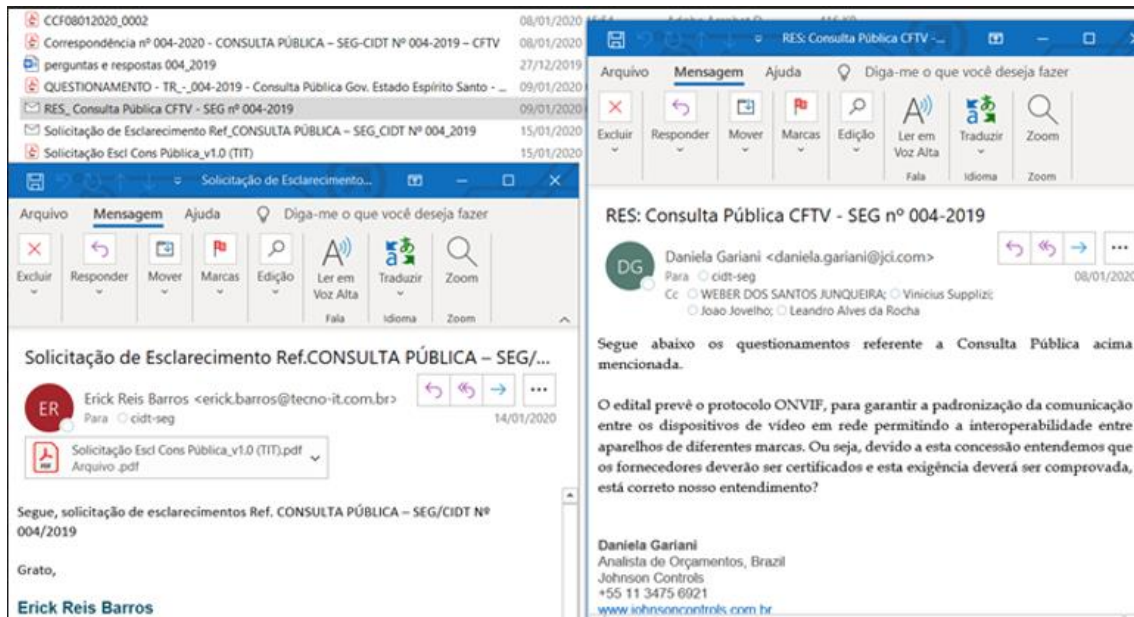 CCF08012020_0002 08/01/2020
Correspondência nº 004-2020 - CONSULTA PÚBLICA – SEG-CIDT Nº 004-2019 – CFTV 08/01/2020
perguntas e respostas 004_2019 27/12/2019
QUESTIONAMENTO - TR_-_004-2019 - Consulta Pública Gov. Estado Espírito Santo - ... 09/01/2020
RES_ Consulta Pública CFTV - SEG nº 004-2019 09/01/2020
Solicitação de Esclarecimento Ref_CONSULTA PÚBLICA – SEG_CIDT Nº 004_2019 15/01/2020
Solicitação Escl Cons Pública_v1.0 (TIT) 15/01/2020
Solicitação de Esclarecimento...
Arquivo Mensagem Ajuda Diga-me o que você deseja fazer
Excluir Responder Mover Marcas Edição Ler em Voz Alta Traduzir Zoom
Fala Idioma Zoom
Solicitação de Esclarecimento Ref.CONSULTA PÚBLICA – SEG/...
ER
Erick Reis Barros <erick.barros@tecno-it.com.br>
Para cidt-seg 14/01/2020
Solicitação Escl Cons Pública_v1.0 (TIT).pdf
Arquivo .pdf
Segue, solicitação de esclarecimentos Ref. CONSULTA PÚBLICA – SEG/CIDT Nº
004/2019
Grato,
Erick Reis Barros
RES: Consulta Pública CFTV -...
Arquivo Mensagem Ajuda Diga-me o que você deseja fazer
Excluir Responder Mover Marcas Edição Ler em Voz Alta Traduzir Zoom
Fala Idioma Zoom
RES: Consulta Pública CFTV - SEG nº 004-2019
DG
Daniela Gariani <daniela.gariani@jci.com>
Para cidt-seg 08/01/2020
Cc WEBER DOS SANTOS JUNQUEIRA; Vinicius Supplizi;
Joao Jovelho; Leandro Alves da Rocha
Segue abaixo os questionamentos referente a Consulta Pública acima
mencionada.
O edital prevê o protocolo ONVIF, para garantir a padronização da comunicação
entre os dispositivos de vídeo em rede permitindo a interoperabilidade entre
aparelhos de diferentes marcas. Ou seja, devido a esta concessão entendemos que
os fornecedores deverão ser certificados e esta exigência deverá ser comprovada,
está correto nosso entendimento?
Daniela Gariani
Analista de Orçamentos, Brazil
Johnson Controls
+55 11 3475 6921
www.johnsoncontrols.com.br